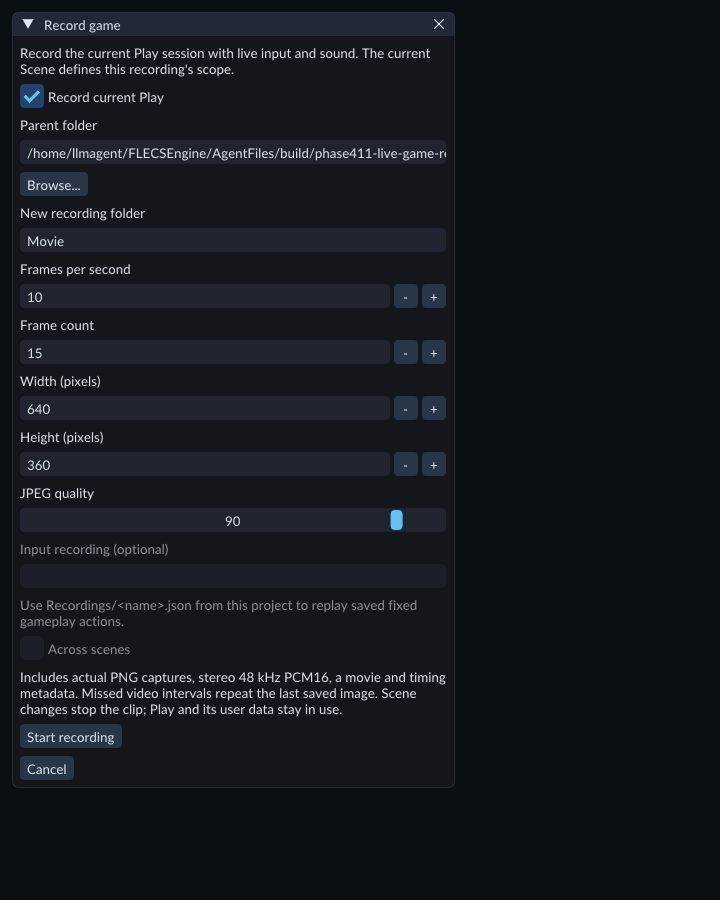 Record game
Record the current Play session with live input and sound. The current
Scene defines this recording's scope.
Record current Play
Parent folder
/home/llmagent/FLECSEngine/AgentFiles/build/phase411-live-game-re
Browse...
New recording folder
Movie
Frames per second
10
-
+
Frame count
15
-
+
Width (pixels)
640
-
+
Height (pixels)
360
-
+
JPEG quality
90
Input recording (optional)
Use Recordings/<name>.json from this project to replay saved fixed
gameplay actions.
Across scenes
Includes actual PNG captures, stereo 48 kHz PCM16, a movie and timing
metadata. Missed video intervals repeat the last saved image. Scene
changes stop the clip; Play and its user data stay in use.
Start recording
Cancel